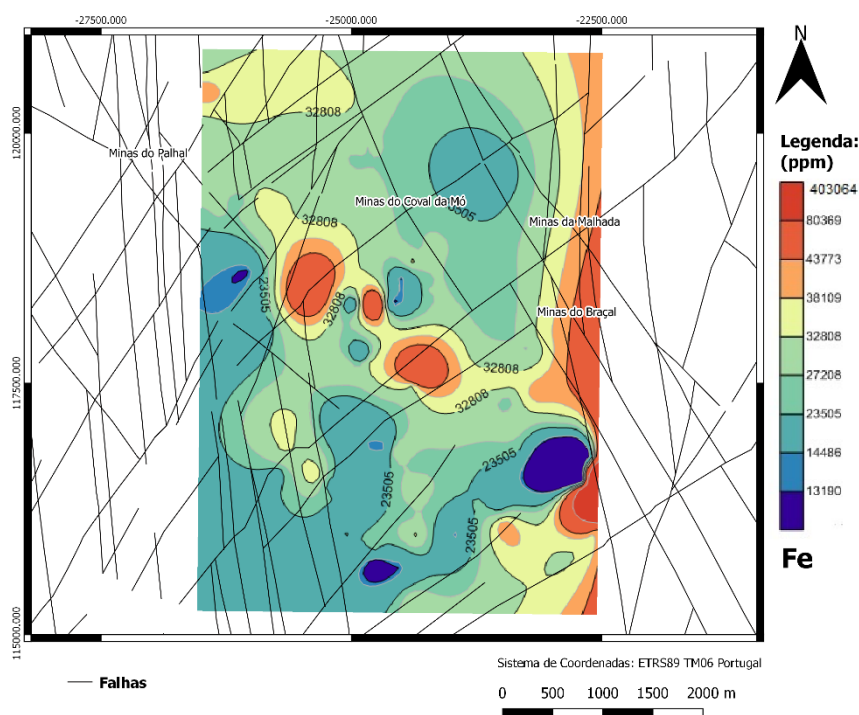 -27500.000
-25000.000
-22500.000
N
120000.000
117500.000
115000.000
32808
Minas do Palhal
Minas do Coval da Mó
23505
32808
Minas da Malhada
23505
32808
Minas do Braçal
32808
32808
23505
23505
23505
Legenda:
(ppm)
403064
80369
43773
38109
32808
27208
23505
14486
13190
Fe
Falhas
Sistema de Coordenadas: ETRS89 TM06 Portugal
0 500 1000 1500 2000 m